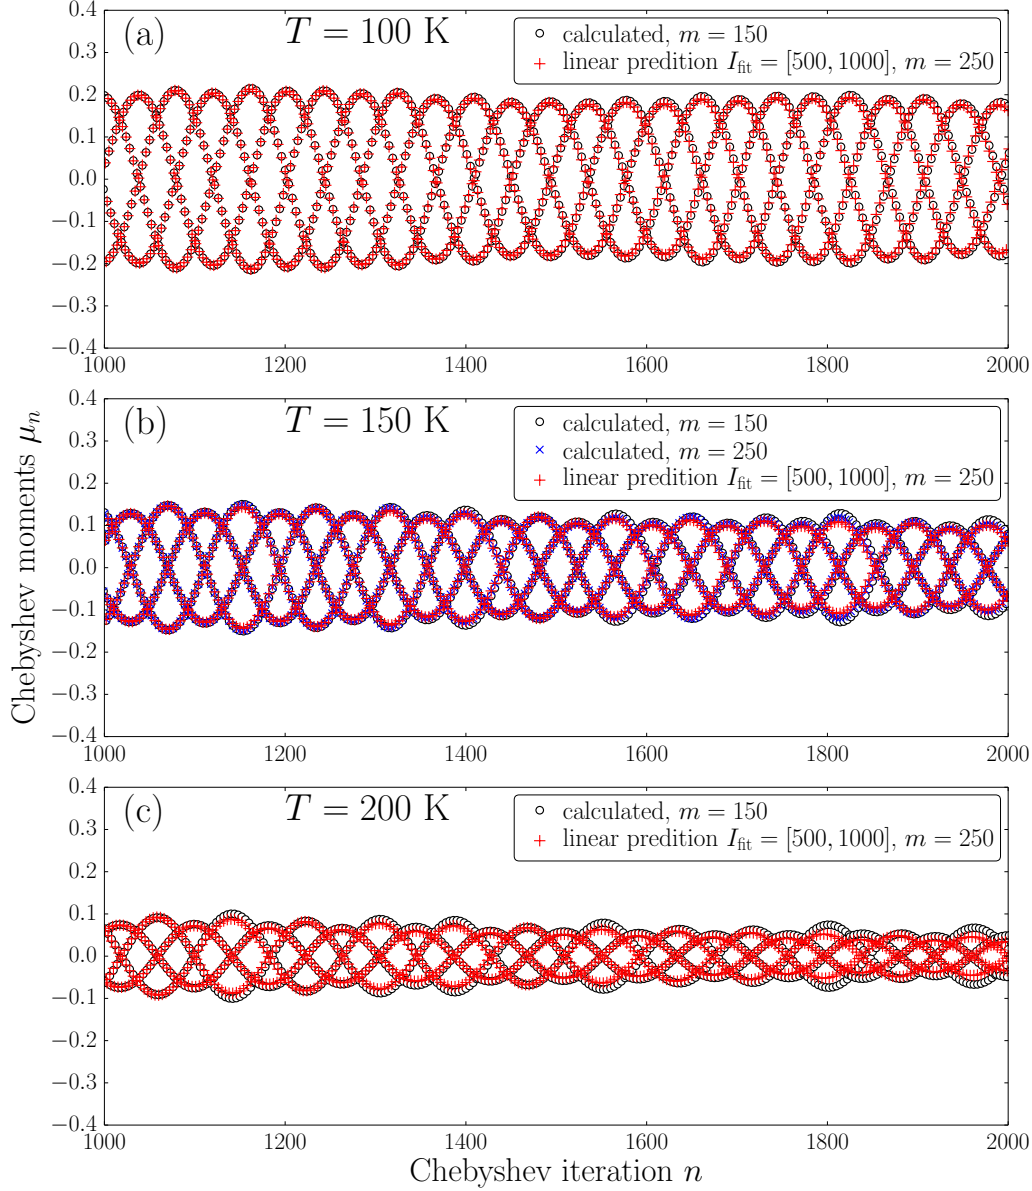 (a)
T = 100 K
calculated, m = 150
linear predition I_fit = [500, 1000], m = 250
0.4
0.3
0.2
0.1
0.0
−0.1
−0.2
−0.3
−0.4
1000 1200 1400 1600 1800 2000
(b)
T = 150 K
calculated, m = 150
calculated, m = 250
linear predition I_fit = [500, 1000], m = 250
0.4
0.3
0.2
0.1
0.0
−0.1
−0.2
−0.3
−0.4
1000 1200 1400 1600 1800 2000
Chebyshev moments μ_n
(c)
T = 200 K
calculated, m = 150
linear predition I_fit = [500, 1000], m = 250
0.4
0.3
0.2
0.1
0.0
−0.1
−0.2
−0.3
−0.4
1000 1200 1400 1600 1800 2000
Chebyshev iteration n